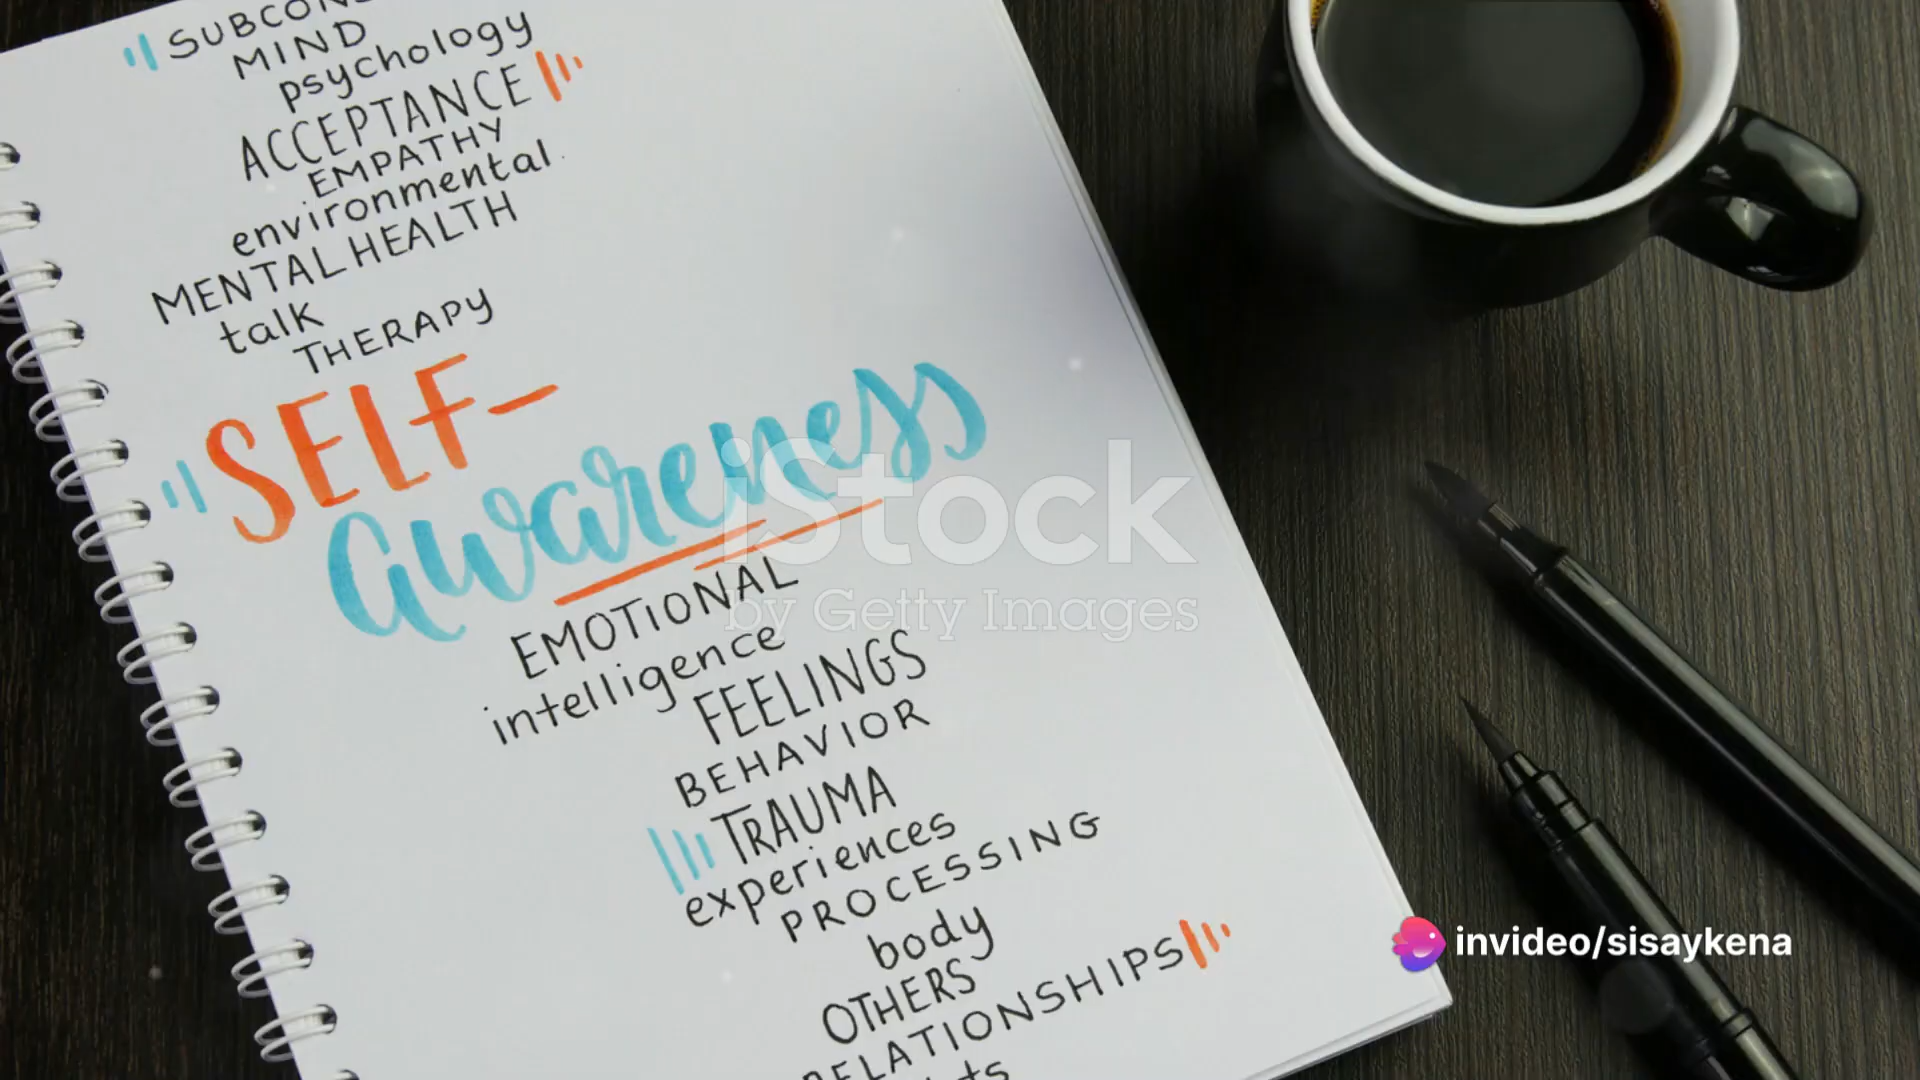 MIND
psychology
ACCEPTANCE
EMPATHY
environmental
MENTAL HEALTH
talk
THERAPY
SELF-
awareness
iStock
by Getty Images
EMOTIONAL
intelligence
FEELINGS
BEHAVIOR
TRAUMA
experiences
PROCESSING
body
OTHERS
RELATIONSHIPS
invideo/sisaykena